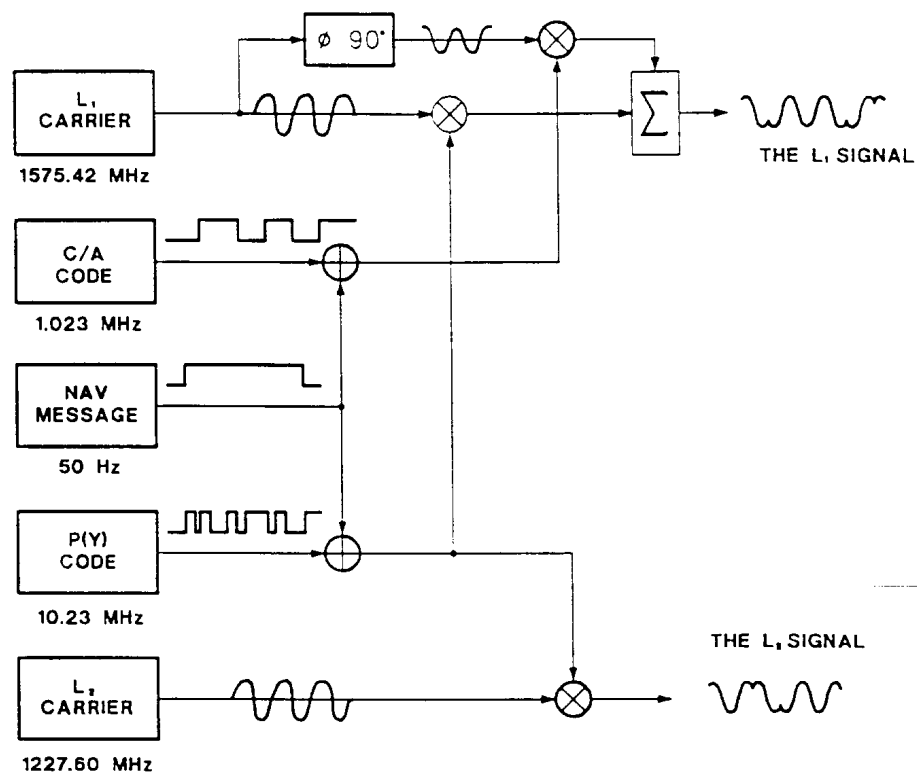 ϕ 90°
L₁
CARRIER
1575.42 MHz
Σ
THE L₁ SIGNAL
C/A
CODE
1.023 MHz
NAV
MESSAGE
50 Hz
P(Y)
CODE
10.23 MHz
THE L₂ SIGNAL
L₂
CARRIER
1227.60 MHz